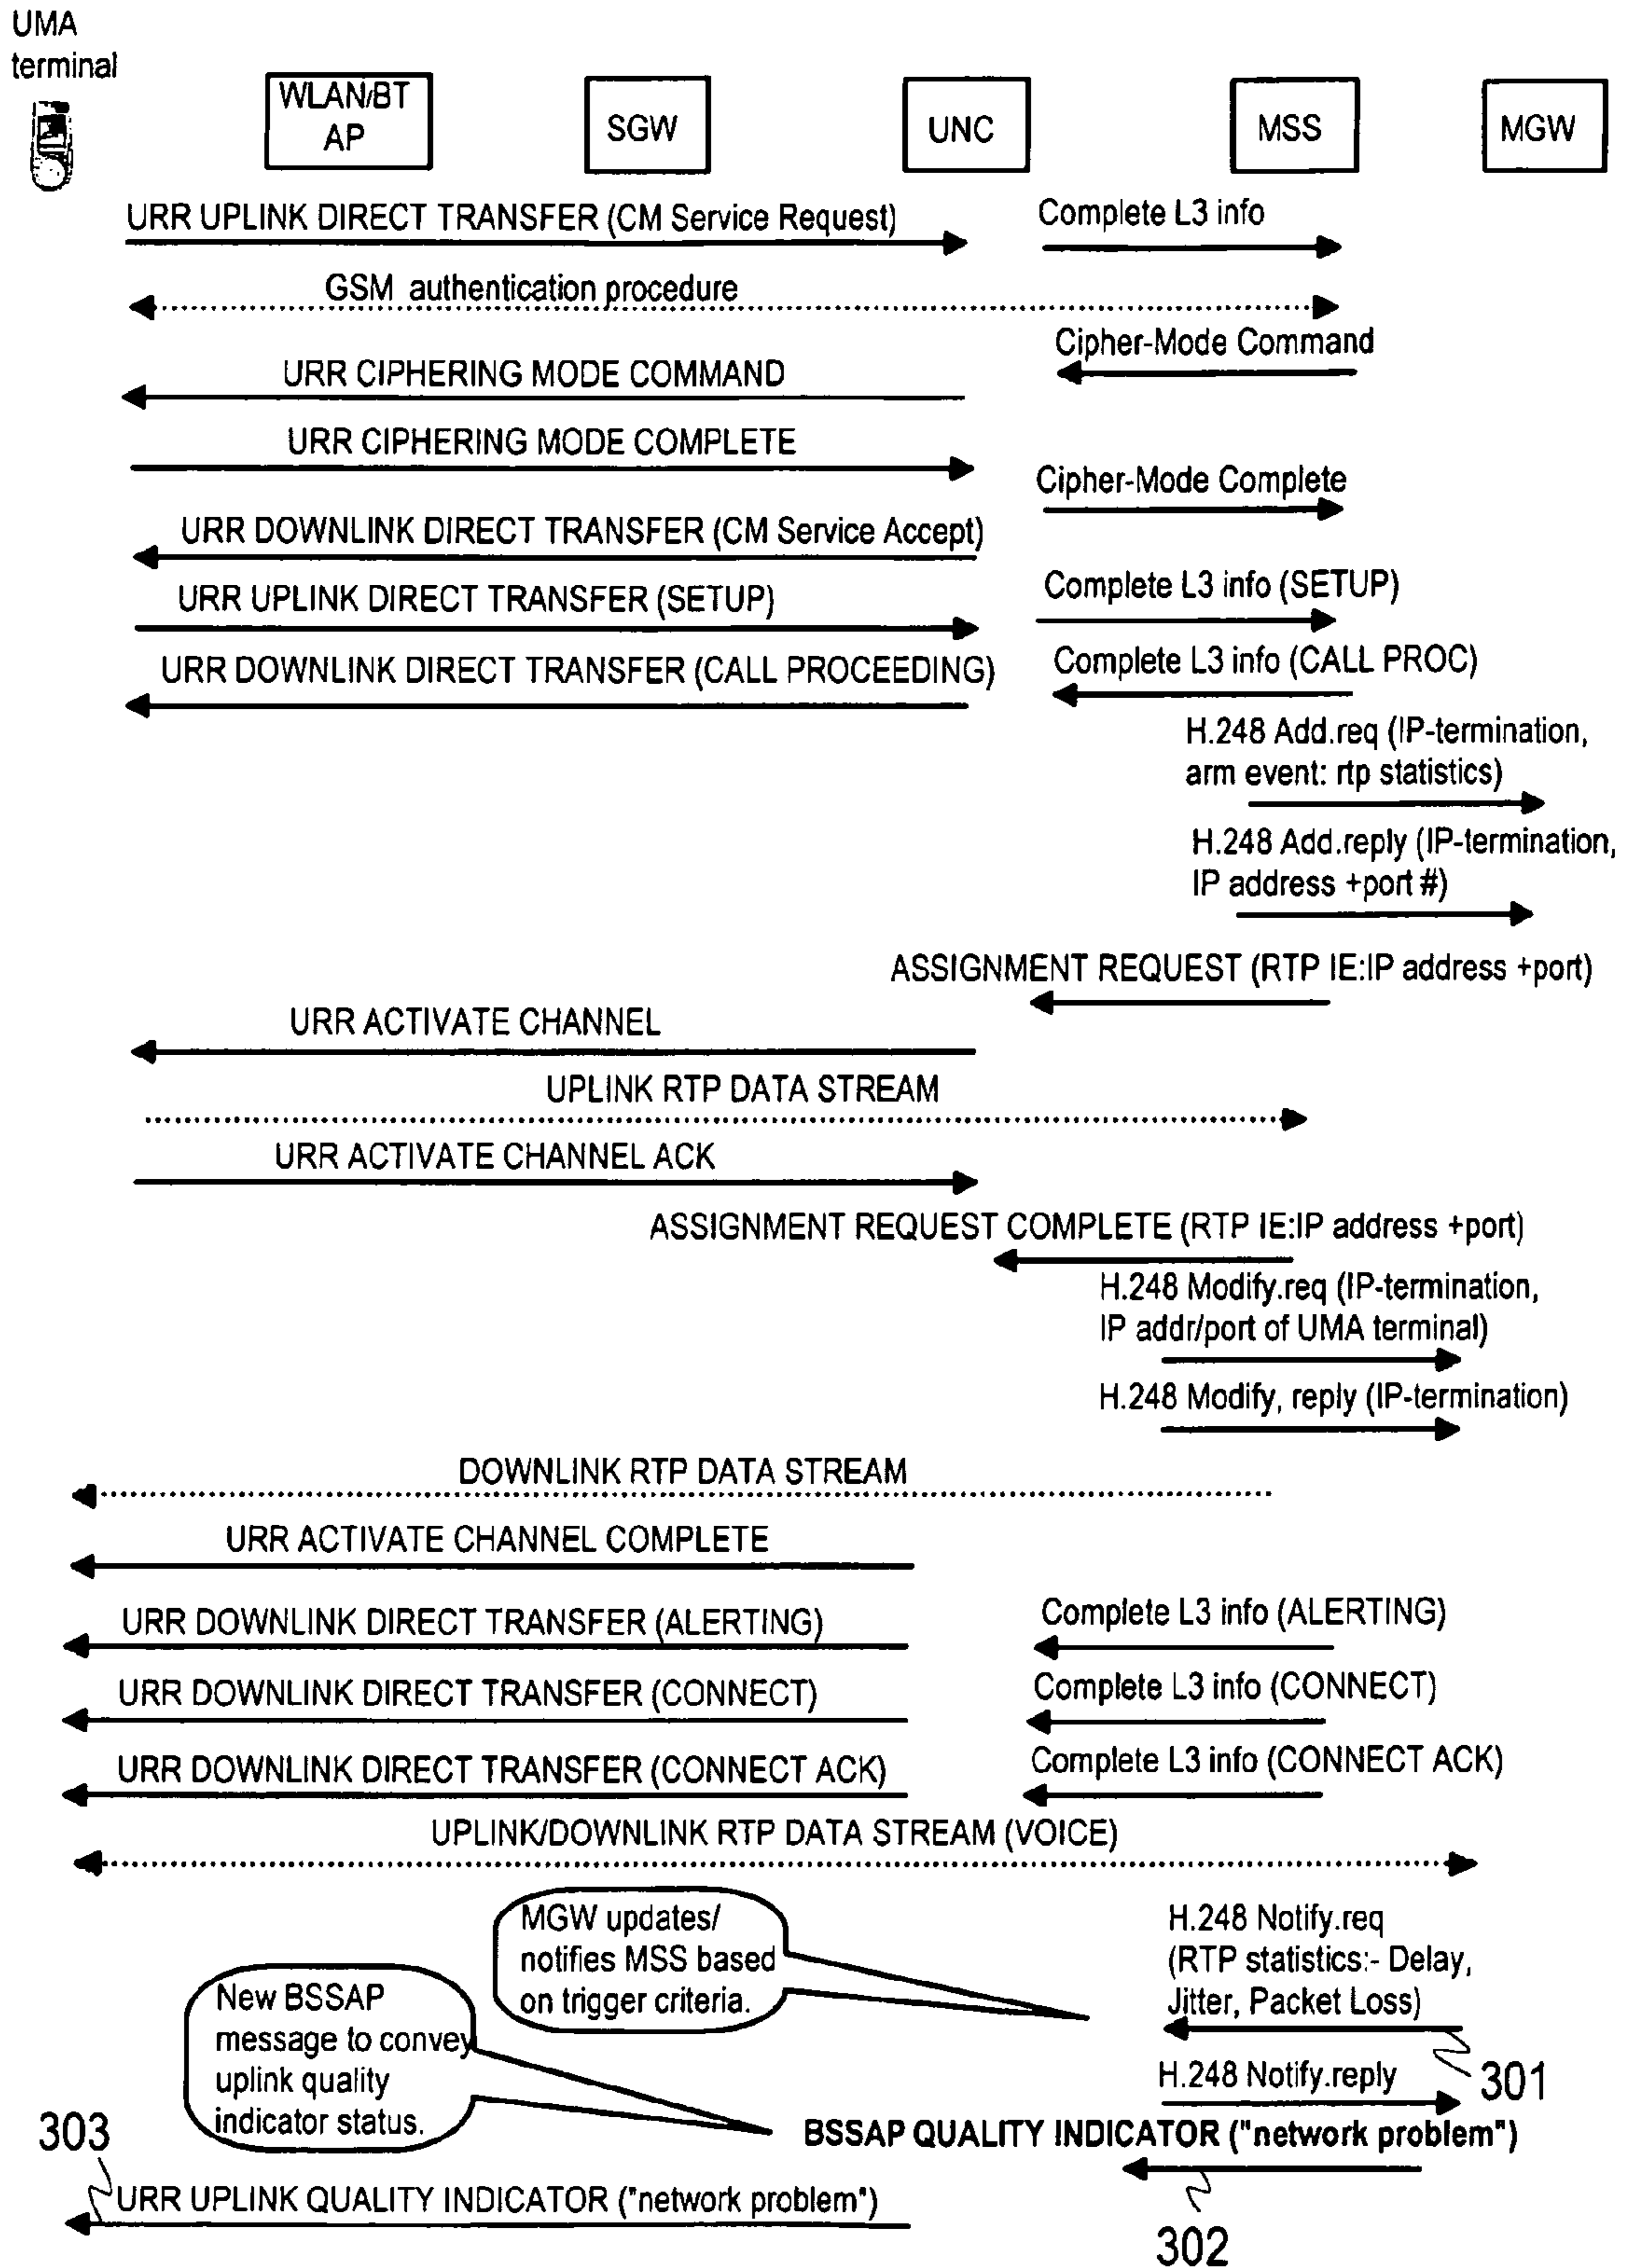 UMA
terminal
WLAN/BT
AP
SGW
UNC
MSS
MGW
URR UPLINK DIRECT TRANSFER (CM Service Request)
Complete L3 info
GSM authentication procedure
Cipher-Mode Command
URR CIPHERING MODE COMMAND
URR CIPHERING MODE COMPLETE
Cipher-Mode Complete
URR DOWNLINK DIRECT TRANSFER (CM Service Accept)
URR UPLINK DIRECT TRANSFER (SETUP)
Complete L3 info (SETUP)
URR DOWNLINK DIRECT TRANSFER (CALL PROCEEDING)
Complete L3 info (CALL PROC)
H.248 Add.req (IP-termination,
arm event: rtp statistics)
H.248 Add.reply (IP-termination,
IP address +port #)
ASSIGNMENT REQUEST (RTP IE:IP address +port)
URR ACTIVATE CHANNEL
UPLINK RTP DATA STREAM
URR ACTIVATE CHANNEL ACK
ASSIGNMENT REQUEST COMPLETE (RTP IE:IP address +port)
H.248 Modify.req (IP-termination,
IP addr/port of UMA terminal)
H.248 Modify, reply (IP-termination)
DOWNLINK RTP DATA STREAM
URR ACTIVATE CHANNEL COMPLETE
URR DOWNLINK DIRECT TRANSFER (ALERTING)
Complete L3 info (ALERTING)
URR DOWNLINK DIRECT TRANSFER (CONNECT)
Complete L3 info (CONNECT)
URR DOWNLINK DIRECT TRANSFER (CONNECT ACK)
Complete L3 info (CONNECT ACK)
UPLINK/DOWNLINK RTP DATA STREAM (VOICE)
MGW updates/
notifies MSS based
on trigger criteria.
H.248 Notify.req
(RTP statistics:- Delay,
Jitter, Packet Loss)
New BSSAP
message to convey
uplink quality
indicator status.
H.248 Notify.reply
301
303
BSSAP QUALITY INDICATOR ("network problem")
URR UPLINK QUALITY INDICATOR ("network problem")
302